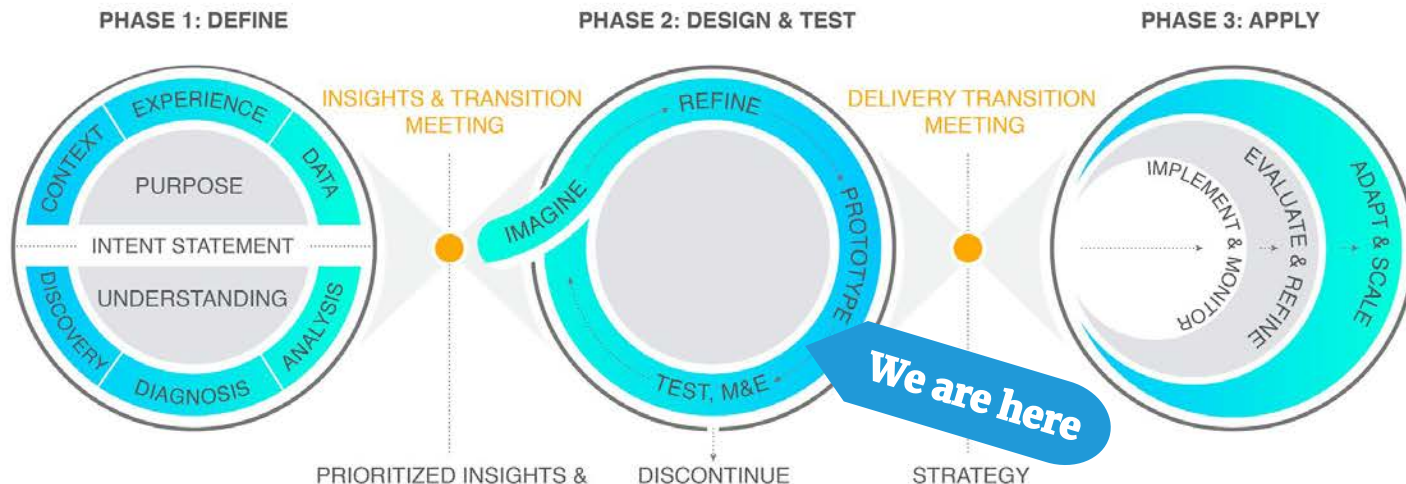 PHASE 1: DEFINE
PHASE 2: DESIGN & TEST
PHASE 3: APPLY
CONTEXT
EXPERIENCE
DATA
PURPOSE
INTENT STATEMENT
UNDERSTANDING
DISCOVERY
DIAGNOSIS
ANALYSIS
INSIGHTS & TRANSITION
MEETING
IMAGINE
REFINE
PROTOTYPE
TEST, M&E
DELIVERY TRANSITION
MEETING
We are here
IMPLEMENT & MONITOR
EVALUATE & REFINE
ADAPT & SCALE
PRIORITIZED INSIGHTS &
DISCONTINUE
STRATEGY